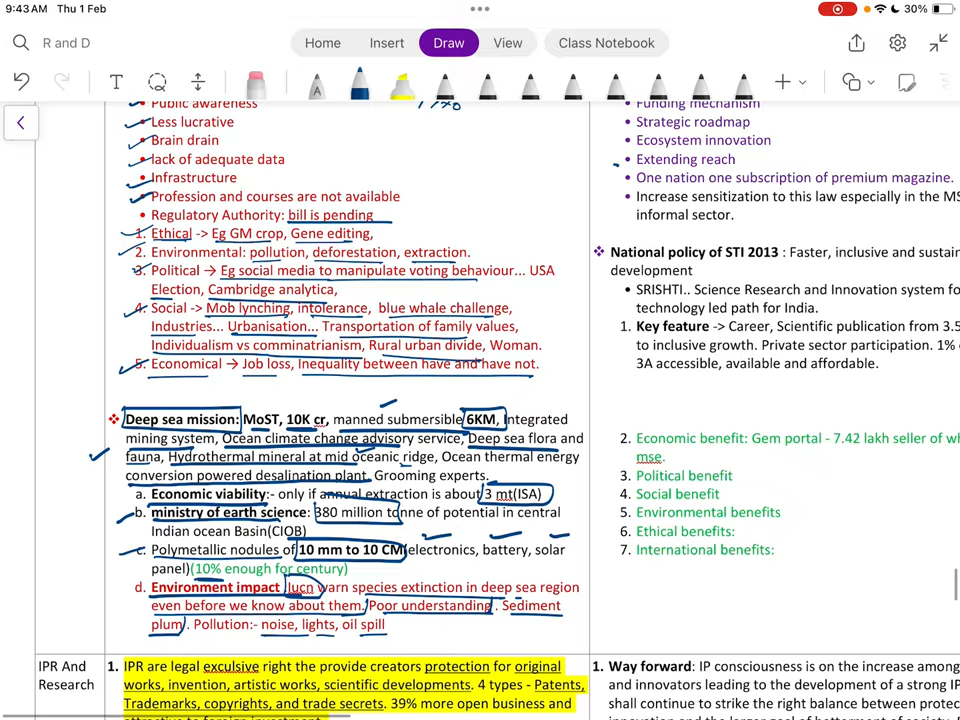 9:43 AM Thu 1 Feb
30%
R and D
Home
Insert
Draw
View
Class Notebook
Public awareness
Less lucrative
Brain drain
lack of adequate data
Infrastructure
Profession and courses are not available
Regulatory Authority: bill is pending
1. Ethical -> Eg GM crop, Gene editing,
2. Environmental: pollution, deforestation, extraction.
3. Political → Eg social media to manipulate voting behaviour... USA
Election, Cambridge analytica,
4. Social -> Mob lynching, intolerance, blue whale challenge,
Industries... Urbanisation... Transportation of family values,
Individualism vs comminatrianism, Rural urban divide, Woman.
5. Economical → Job loss, Inequality between have and have not.
Deep sea mission: MoST, 10K cr, manned submersible 6KM, Integrated
mining system, Ocean climate change advisory service, Deep sea flora and
fauna, Hydrothermal mineral at mid oceanic ridge, Ocean thermal energy
conversion powered desalination plant. Grooming experts.
a. Economic viability:- only if annual extraction is about 3 mt(ISA)
b. ministry of earth science: 380 million tonne of potential in central
Indian ocean Basin(CIOB)
c. Polymetallic nodules of 10 mm to 10 CM(electronics, battery, solar
panel)(10% enough for century)
d. Environment impact iucn warn species extinction in deep sea region
even before we know about them. Poor understanding . Sediment
plum. Pollution:- noise, lights, oil spill
Funding mechanism
Strategic roadmap
Ecosystem innovation
Extending reach
One nation one subscription of premium magazine.
Increase sensitization to this law especially in the MS
informal sector.
National policy of STI 2013 : Faster, inclusive and sustain
development
SRISHTI.. Science Research and Innovation system fo
technology led path for India.
1. Key feature -> Career, Scientific publication from 3.5
to inclusive growth. Private sector participation. 1%
3A accessible, available and affordable.
2. Economic benefit: Gem portal - 7.42 lakh seller of wh
mse.
3. Political benefit
4. Social benefit
5. Environmental benefits
6. Ethical benefits:
7. International benefits:
IPR And
Research
1. IPR are legal exculsive right the provide creators protection for original
works, invention, artistic works, scientific developments. 4 types - Patents,
Trademarks, copyrights, and trade secrets. 39% more open business and
attractive to foreign investment
1. Way forward: IP consciousness is on the increase among
and innovators leading to the development of a strong IP
shall continue to strike the right balance between protec